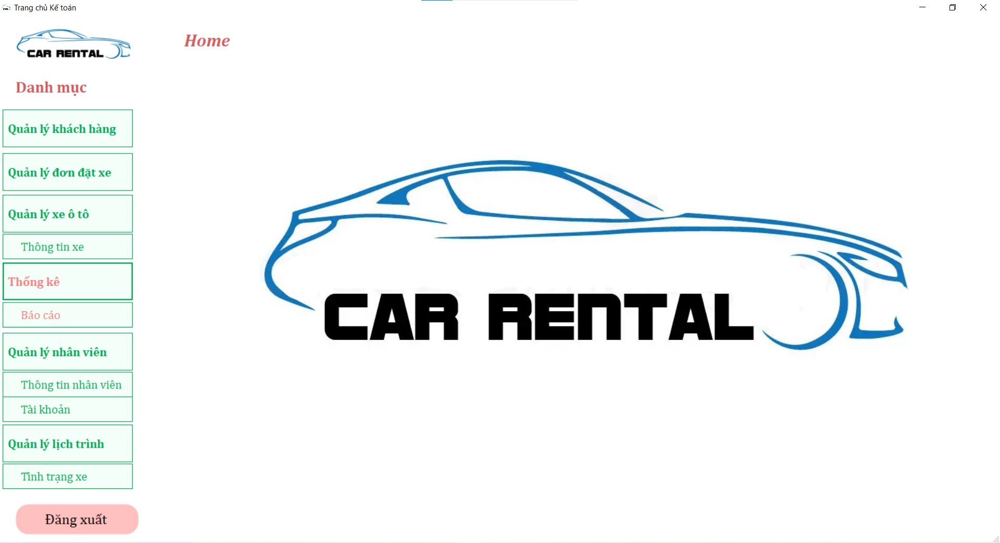 Trang chủ Kế toán
CAR RENTAL
Home
Danh mục
Quản lý khách hàng
Quản lý đơn đặt xe
Quản lý xe ô tô
Thông tin xe
Thống kê
Báo cáo
Quản lý nhân viên
Thông tin nhân viên
Tài khoản
Quản lý lịch trình
Tình trạng xe
Đăng xuất
CAR RENTAL